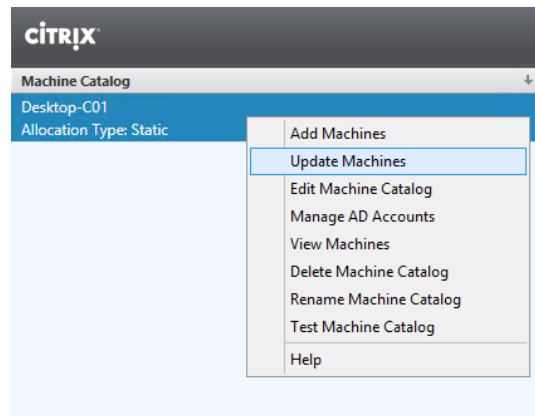 CITRIX
Machine Catalog
Desktop-C01
Allocation Type: Static
Add Machines
Update Machines
Edit Machine Catalog
Manage AD Accounts
View Machines
Delete Machine Catalog
Rename Machine Catalog
Test Machine Catalog
Help